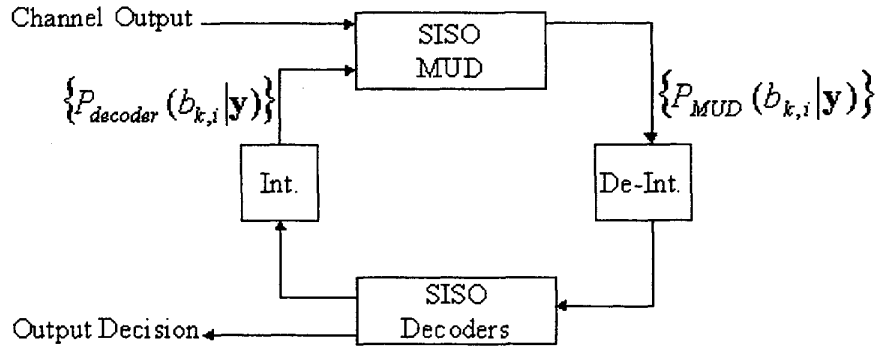 Channel Output
SISO
MUD
{P_decoder (b_k,i|y)}
{P_MUD (b_k,i|y)}
Int.
De-Int.
SISO
Decoders
Output Decision